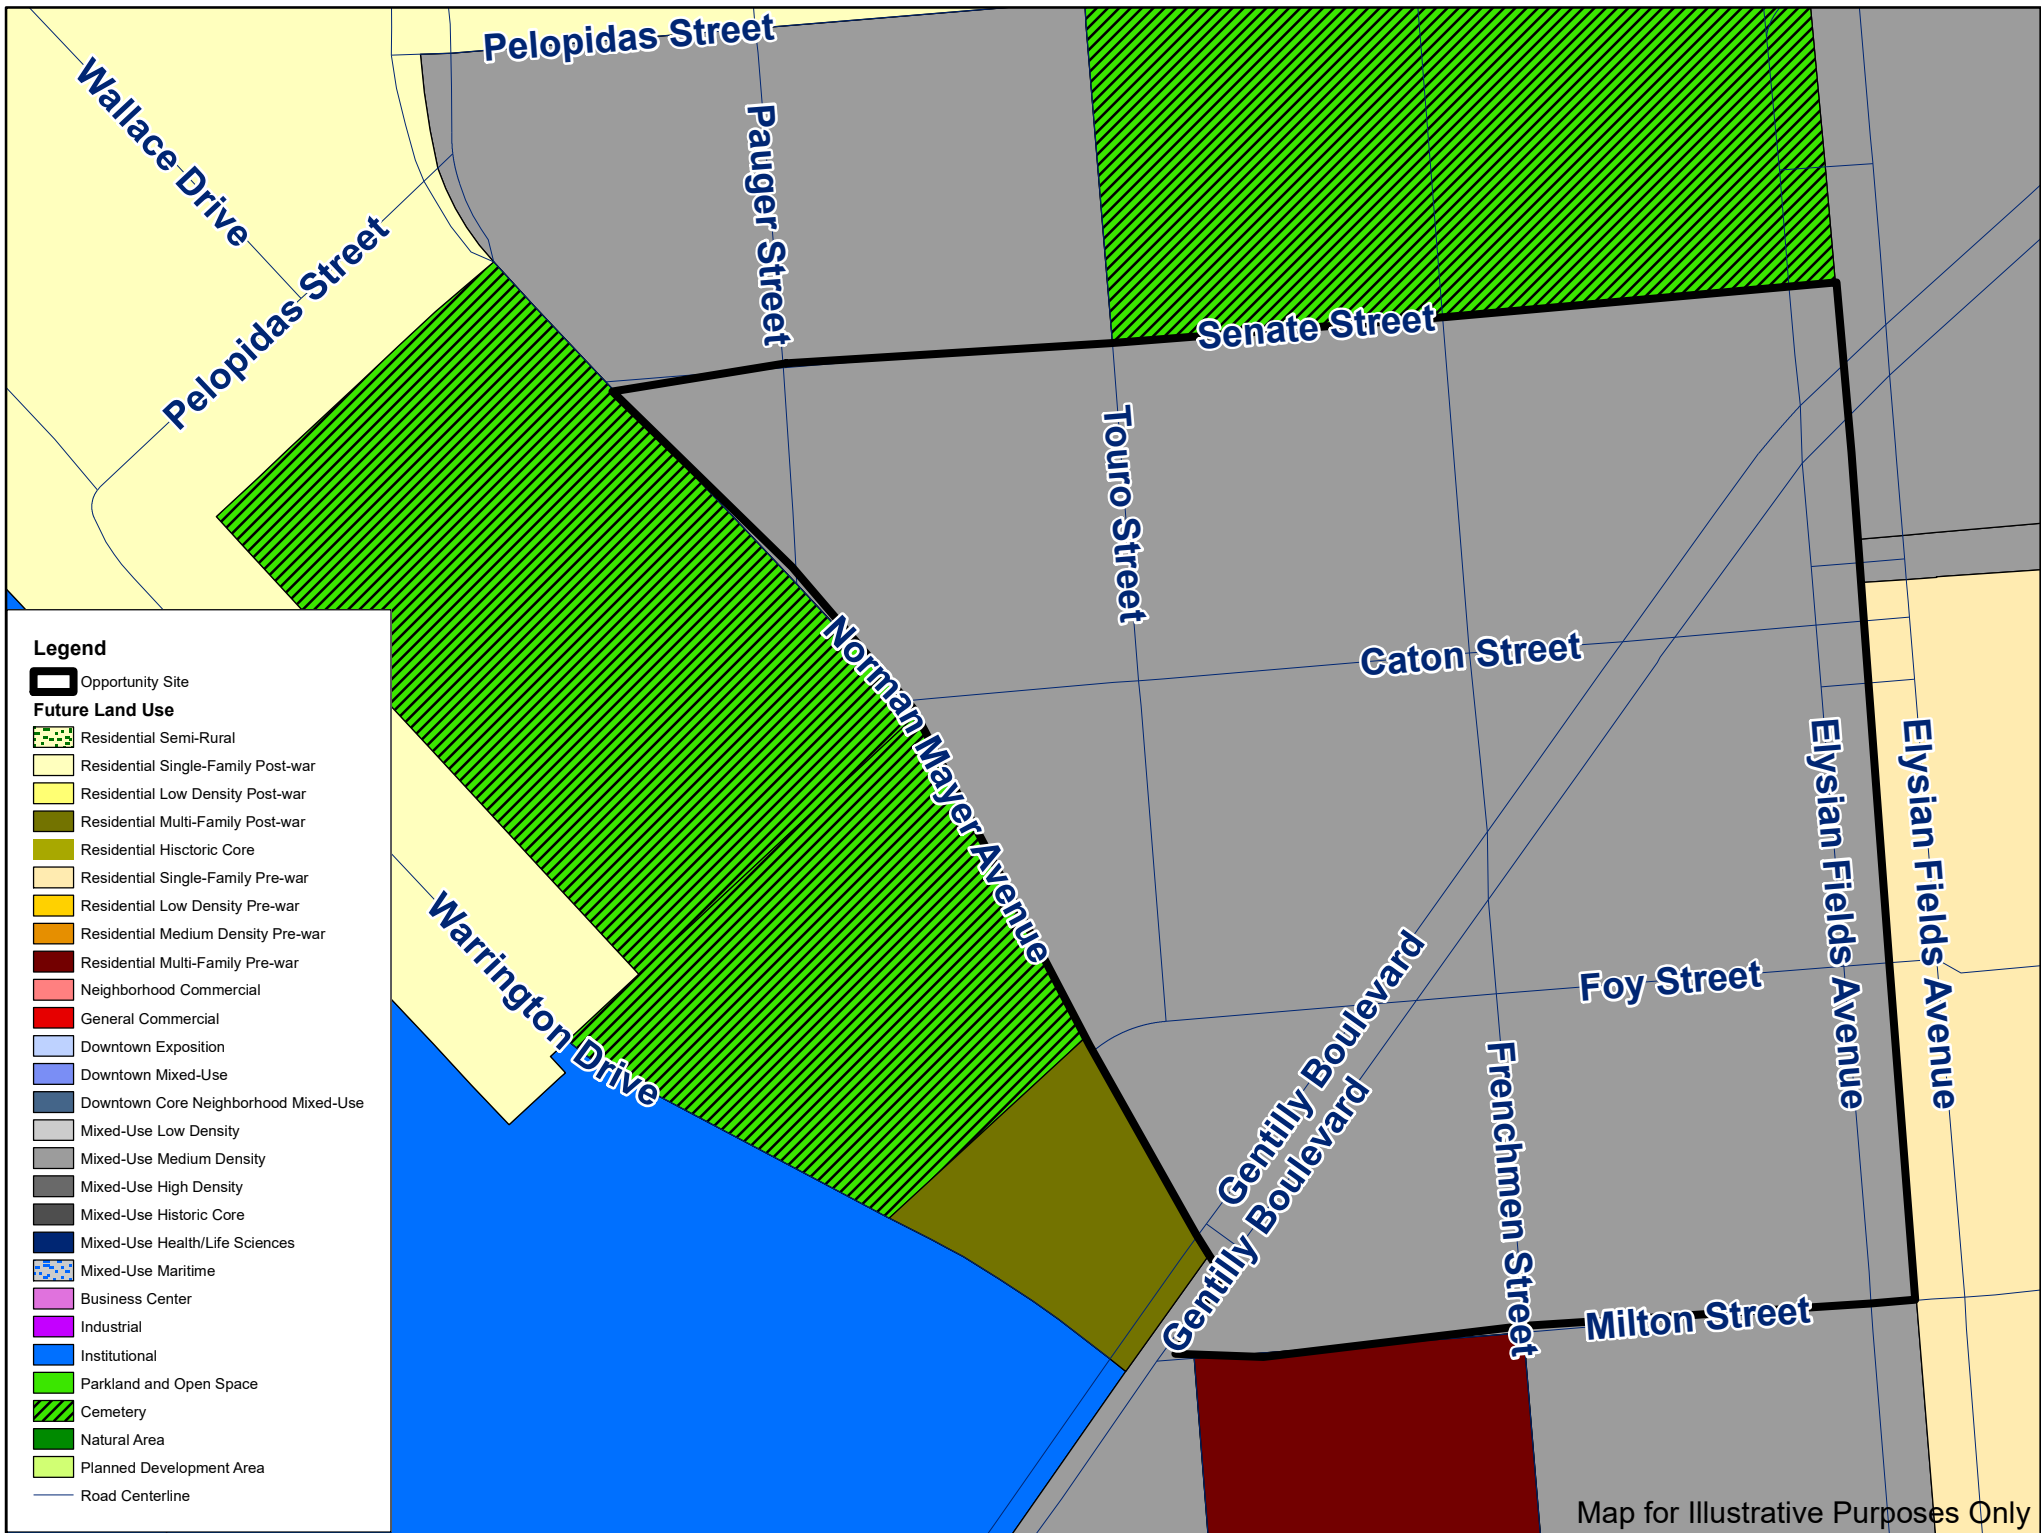 Pelopidas Street
Wallace Drive
Pauger Street
Pelopidas Street
Senate Street
Touro Street
Norman Mayer Avenue
Caton Street
Elysian Fields Avenue
Elysian Fields Avenue
Warrington Drive
Gentilly Boulevard
Gentilly Boulevard
Foy Street
Frenchmen Street
Milton Street
Legend
Opportunity Site
Future Land Use
Residential Semi-Rural
Residential Single-Family Post-war
Residential Low Density Post-war
Residential Multi-Family Post-war
Residential Hisctoric Core
Residential Single-Family Pre-war
Residential Low Density Pre-war
Residential Medium Density Pre-war
Residential Multi-Family Pre-war
Neighborhood Commercial
General Commercial
Downtown Exposition
Downtown Mixed-Use
Downtown Core Neighborhood Mixed-Use
Mixed-Use Low Density
Mixed-Use Medium Density
Mixed-Use High Density
Mixed-Use Historic Core
Mixed-Use Health/Life Sciences
Mixed-Use Maritime
Business Center
Industrial
Institutional
Parkland and Open Space
Cemetery
Natural Area
Planned Development Area
Road Centerline
Map for Illustrative Purposes Only